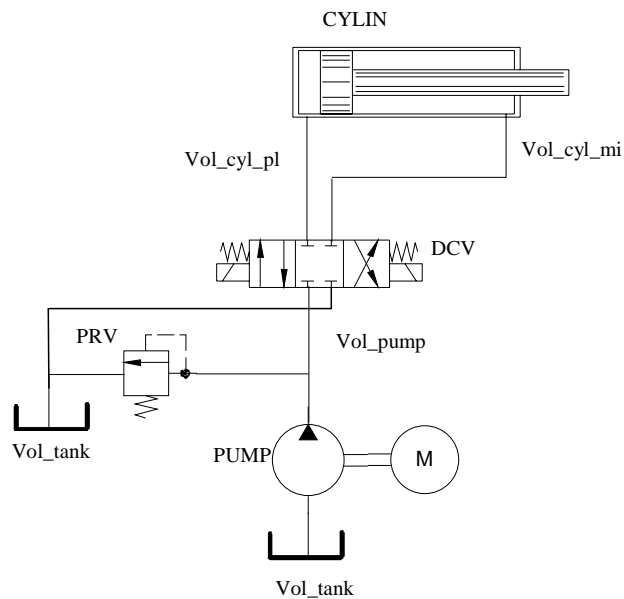 CYLIN
Vol_cyl_pl
Vol_cyl_mi
DCV
PRV
Vol_pump
Vol_tank
PUMP
M
Vol_tank